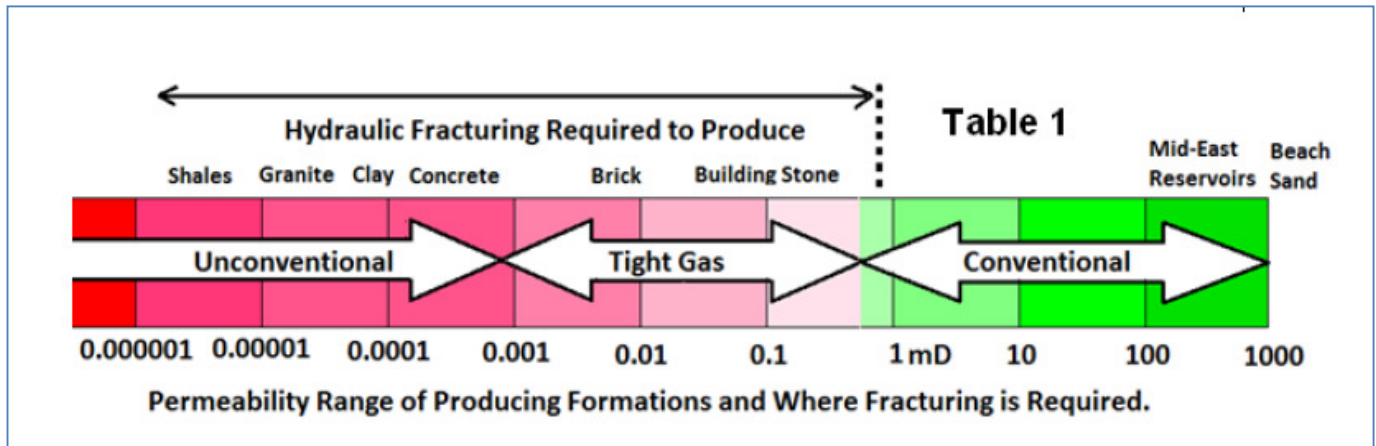 Table 1
Hydraulic Fracturing Required to Produce
Mid-East Beach
Shales Granite Clay Concrete Brick Building Stone Reservoirs Sand
Unconventional Tight Gas Conventional
0.000001 0.00001 0.0001 0.001 0.01 0.1 1 mD 10 100 1000
Permeability Range of Producing Formations and Where Fracturing is Required.